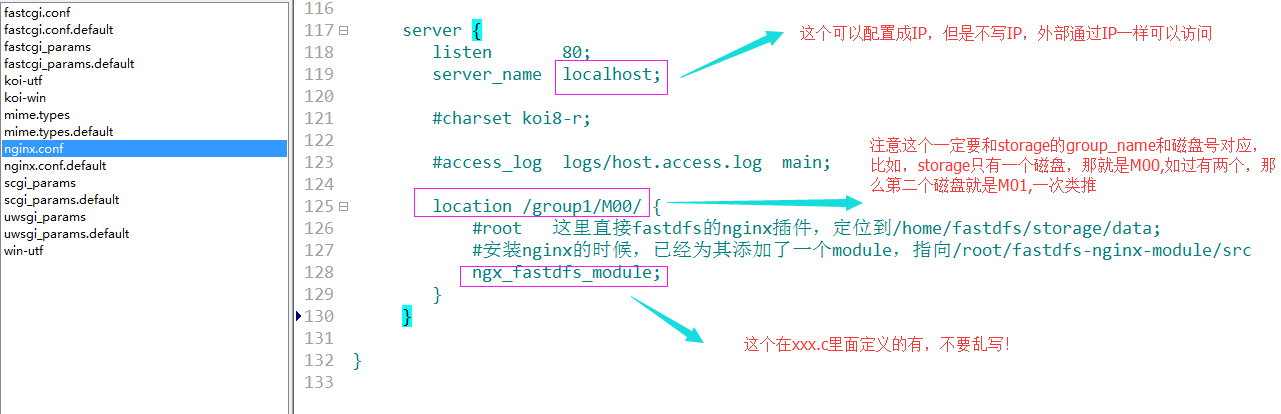 fastcgi.conf
fastcgi.conf.default
fastcgi_params
fastcgi_params.default
koi-utf
koi-win
mime.types
mime.types.default
nginx.conf
nginx.conf.default
scgi_params
scgi_params.default
uwsgi_params
uwsgi_params.default
win-utf
116
117 server {
118 listen 80;
119 server_name localhost;
120
121 #charset koi8-r;
122
123 #access_log logs/host.access.log main;
124
125 location /group1/M00/ {
126 #root 这里直接fastdfs的nginx插件，定位到/home/fastdfs/storage/data;
127 #安装nginx的时候，已经为其添加了一个module，指向/root/fastdfs-nginx-module/src
128 ngx_fastdfs_module;
129 }
130 }
131
132 }
133
这个可以配置成IP，但是不写IP，外部通过IP一样可以访问
注意这个一定要和storage的group_name和磁盘号对应，
比如，storage只有一个磁盘，那就是M00,如过有两个，那
么第二个磁盘就是M01,一次类推
这个在xxx.c里面定义的有，不要乱写！